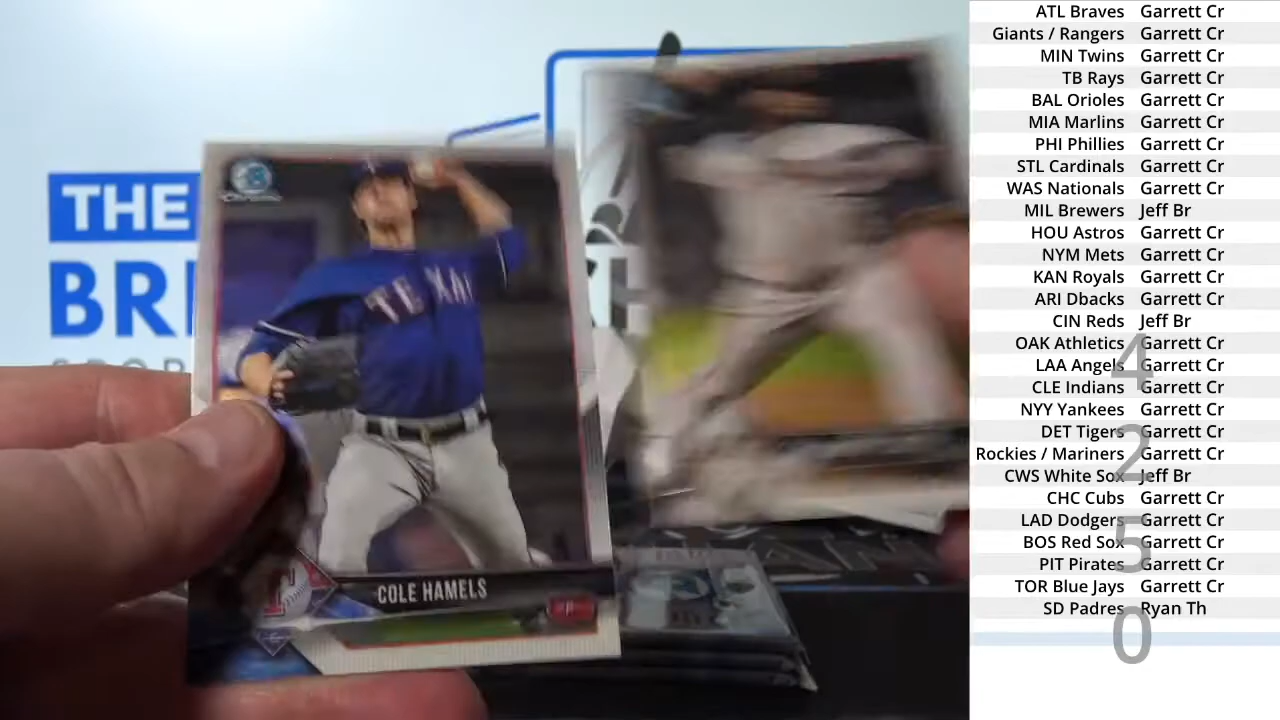 THE
BRI
SPOR
TEXA
COLE HAMELS
ATL Braves Garrett Cr
Giants / Rangers Garrett Cr
MIN Twins Garrett Cr
TB Rays Garrett Cr
BAL Orioles Garrett Cr
MIA Marlins Garrett Cr
PHI Phillies Garrett Cr
STL Cardinals Garrett Cr
WAS Nationals Garrett Cr
MIL Brewers Jeff Br
HOU Astros Garrett Cr
NYM Mets Garrett Cr
KAN Royals Garrett Cr
ARI Dbacks Garrett Cr
CIN Reds Jeff Br
OAK Athletics Garrett Cr
LAA Angels Garrett Cr
CLE Indians Garrett Cr
NYY Yankees Garrett Cr
DET Tigers Garrett Cr
Rockies / Mariners Garrett Cr
CWS White Sox Jeff Br
CHC Cubs Garrett Cr
LAD Dodgers Garrett Cr
BOS Red Sox Garrett Cr
PIT Pirates Garrett Cr
TOR Blue Jays Garrett Cr
SD Padres Ryan Th
4
2
5
0